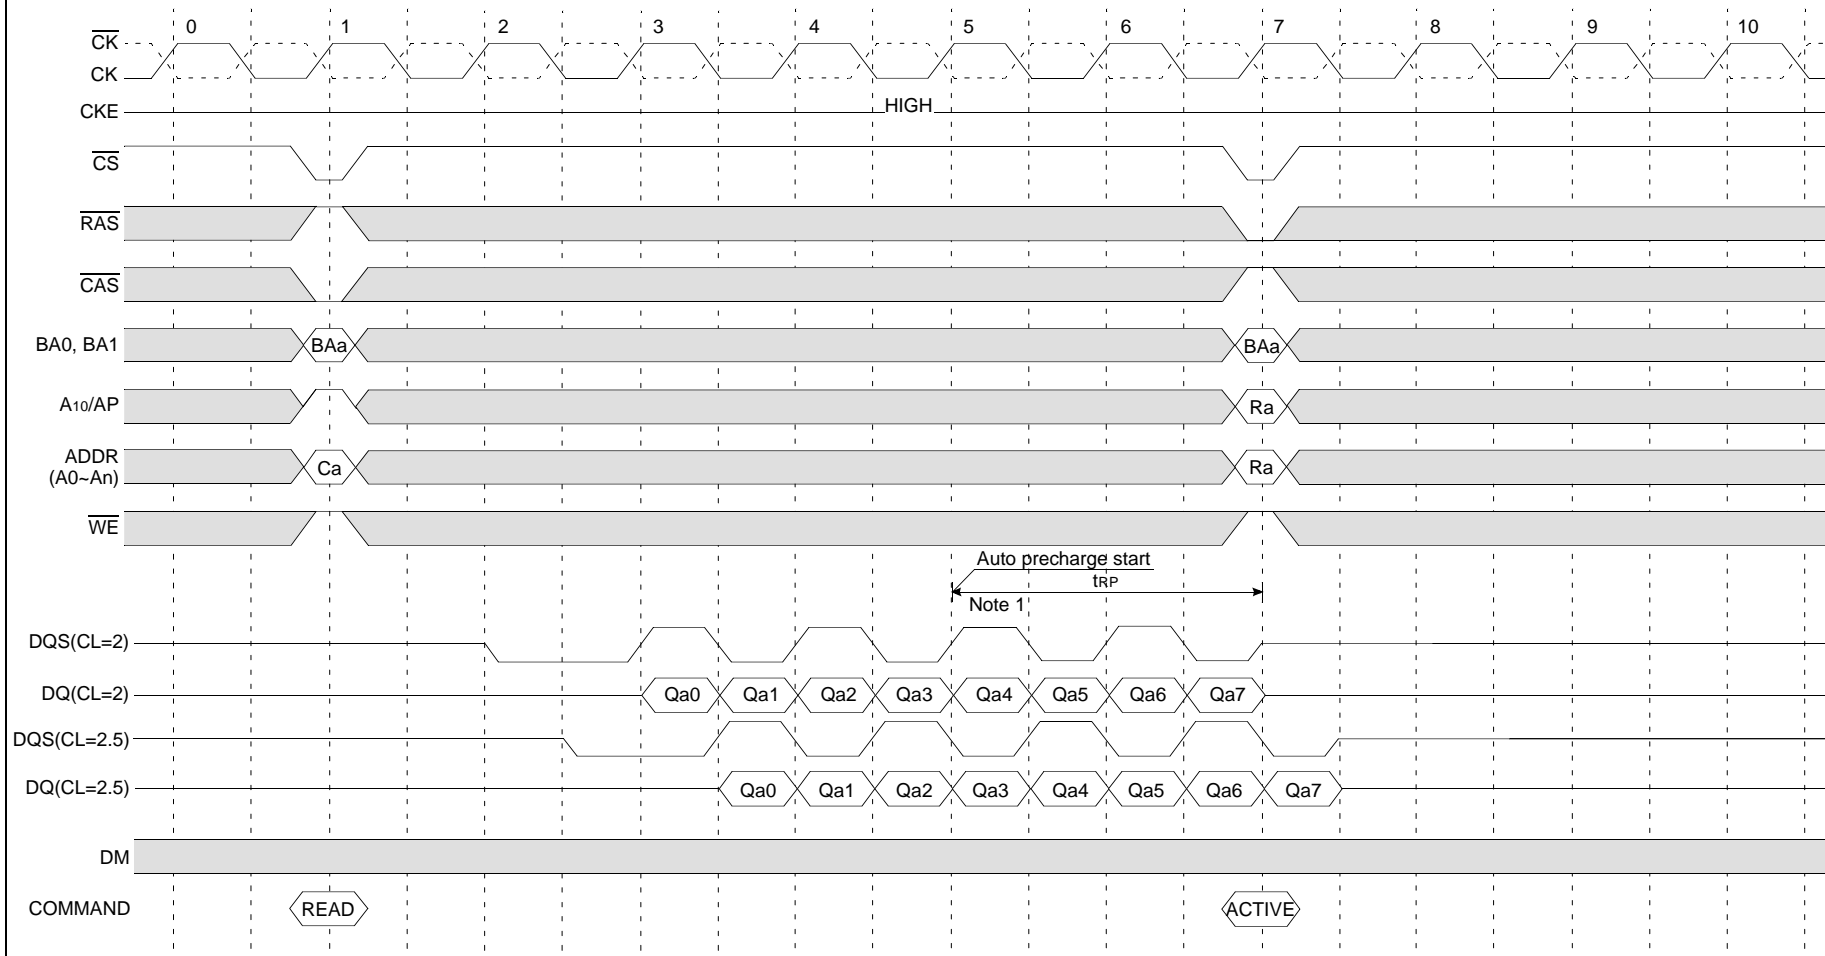 0 1 2 3 4 5 6 7 8 9 10
CK
CK
CKE HIGH
CS
RAS
CAS
BA0, BA1 BAa BAa
A10/AP Ra
ADDR
(A0~An) Ca Ra
WE
Auto precharge start
tRP
Note 1
DQS(CL=2)
DQ(CL=2) Qa0 Qa1 Qa2 Qa3 Qa4 Qa5 Qa6 Qa7
DQS(CL=2.5)
DQ(CL=2.5) Qa0 Qa1 Qa2 Qa3 Qa4 Qa5 Qa6 Qa7
DM
COMMAND READ ACTIVE